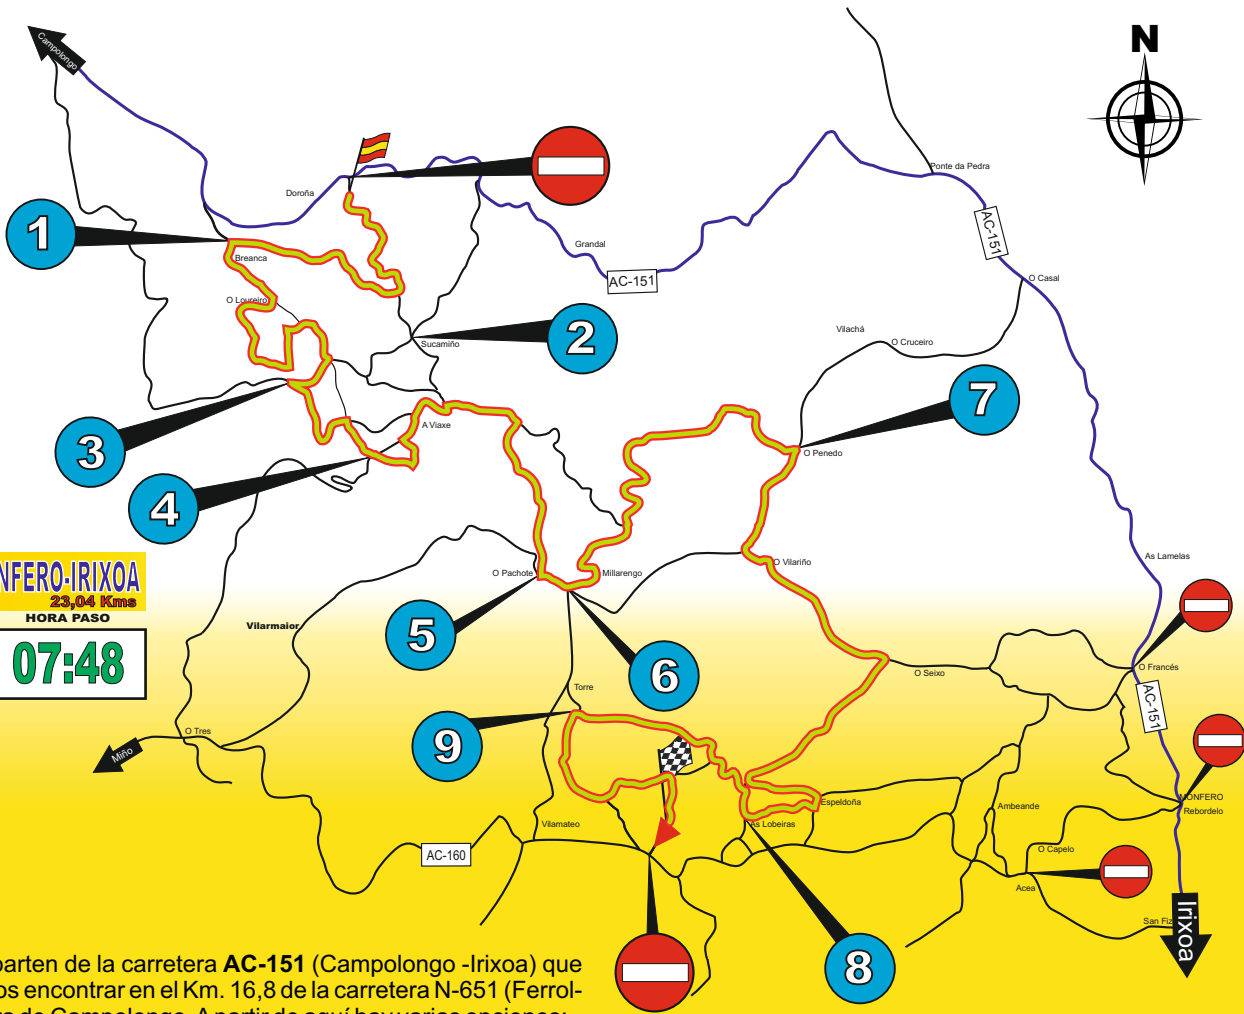 Campolongo
N
Ponte da Pedra
Doroña
1
AC-151
Grandal
Breanca
AC-151
O Casal
O Loureiro
2
Vilachá
O Cruceiro
Sucamiño
7
3
A Viaxe
O Penedo
4
NFERO-IRIXOA
23,04 Kms
HORA PASO
07:48
O Pachote
Millarengo
O Vilariño
As Lamelas
Vilarmaior
5
6
O Seixo
O Francés
Torre
AC-151
9
O Tres
Miño
Espeldoña
MONFERO
Rebordelo
Ambeande
Vilamateo
As Lobeiras
AC-160
O Capelo
Acea
San Fiz
Irixoa
8
parten de la carretera AC-151 (Campolongo -Irixoa) que
os encontrar en el Km. 16,8 de la carretera N-651 (Ferrol-